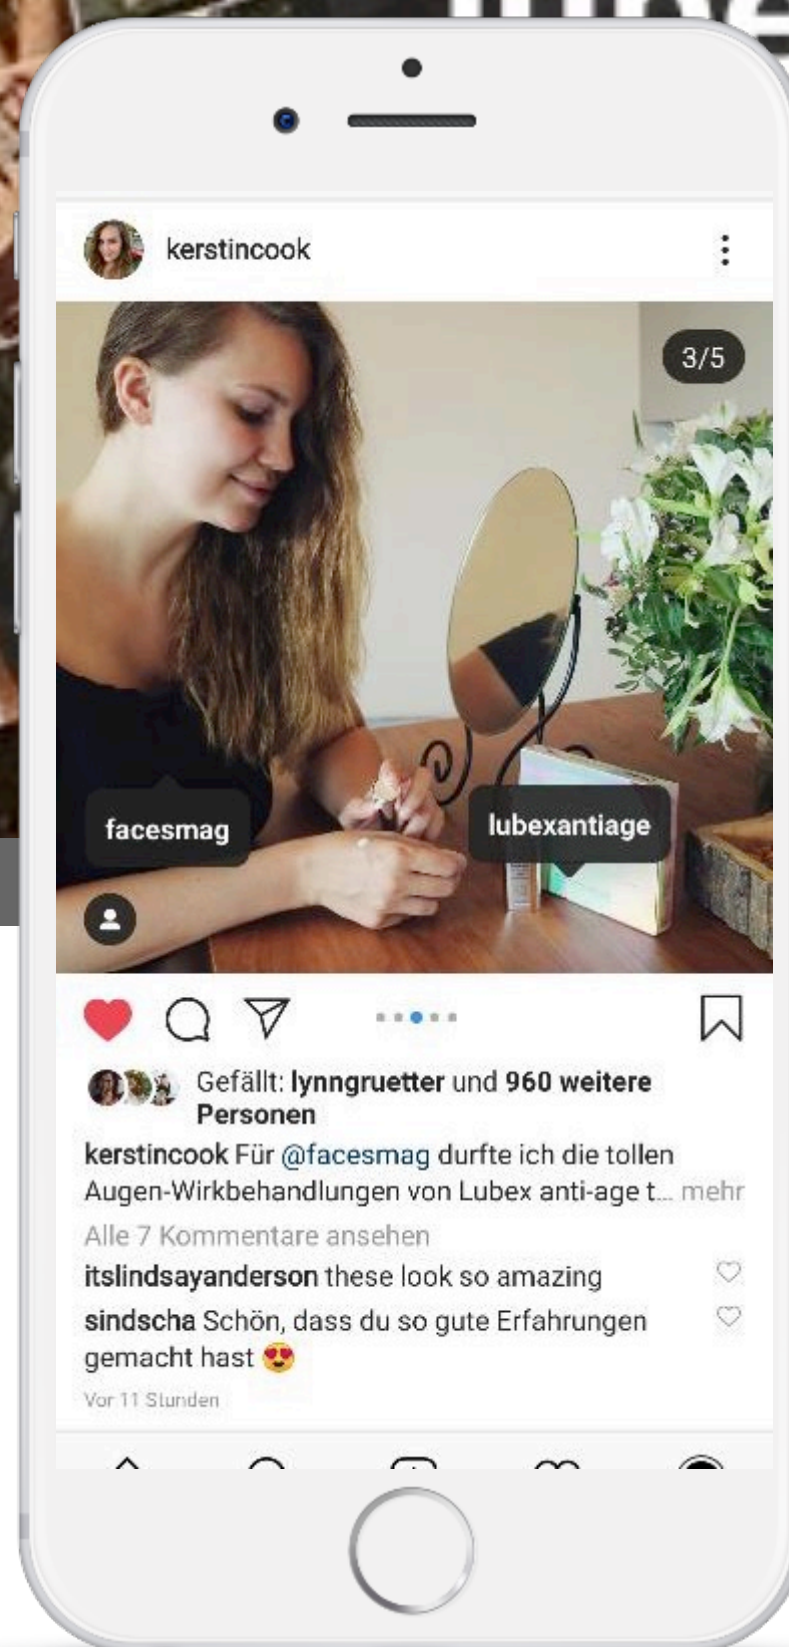 kerstincook
3/5
facesmag
lubexantiage
Gefällt: lynngruetter und 960 weitere
Personen
kerstincook Für @facesmag durfte ich die tollen
Augen-Wirkbehandlungen von Lubex anti-age t... mehr
Alle 7 Kommentare ansehen
itslindsayanderson these look so amazing
sindscha Schön, dass du so gute Erfahrungen
gemacht hast 😍
Vor 11 Stunden